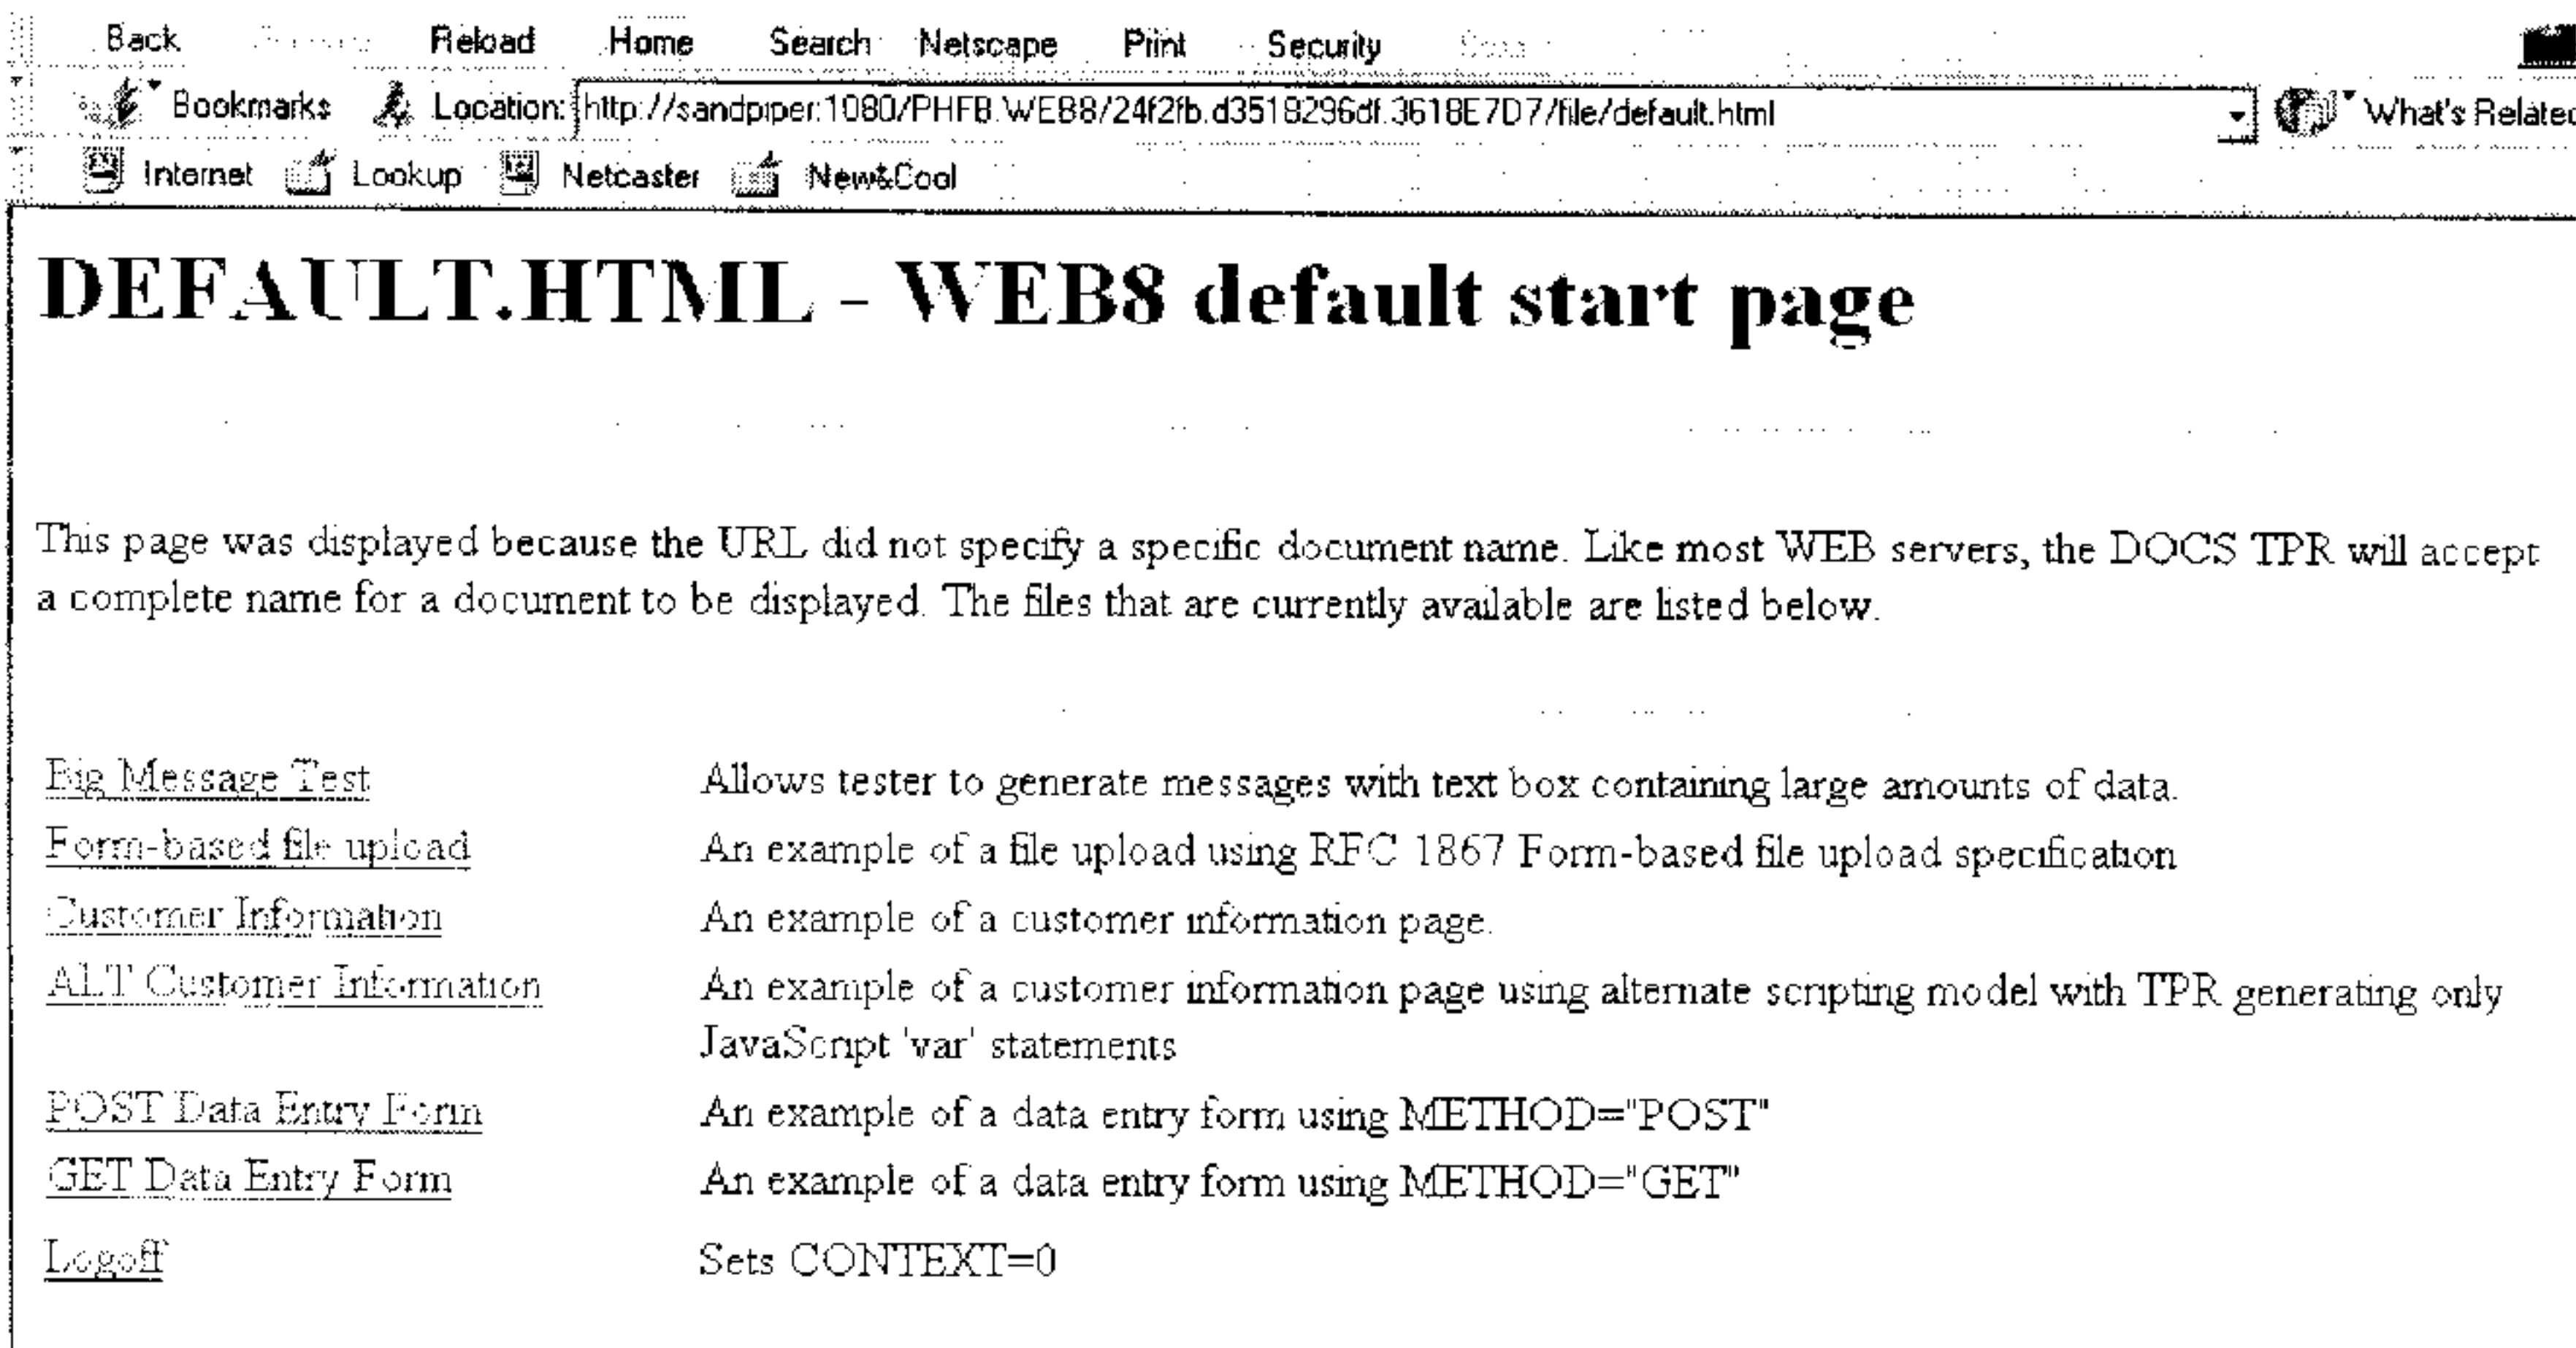 Back Reload Home Search Netscape Print Security
Bookmarks Location: http://sandpiper:1080/PHFB.WEB8/24f2fb.d3518296df.3618E7D7/file/default.html What's Related
Internet Lookup Netcaster New&Cool
DEFAULT.HTML - WEB8 default start page
This page was displayed because the URL did not specify a specific document name. Like most WEB servers, the DOCS TPR will accept
a complete name for a document to be displayed. The files that are currently available are listed below.
Big Message Test Allows tester to generate messages with text box containing large amounts of data.
Form-based file upload An example of a file upload using RFC 1867 Form-based file upload specification
Customer Information An example of a customer information page.
ALT Customer Information An example of a customer information page using alternate scripting model with TPR generating only
JavaScript 'var' statements
POST Data Entry Form An example of a data entry form using METHOD="POST"
GET Data Entry Form An example of a data entry form using METHOD="GET"
Logoff Sets CONTEXT=0